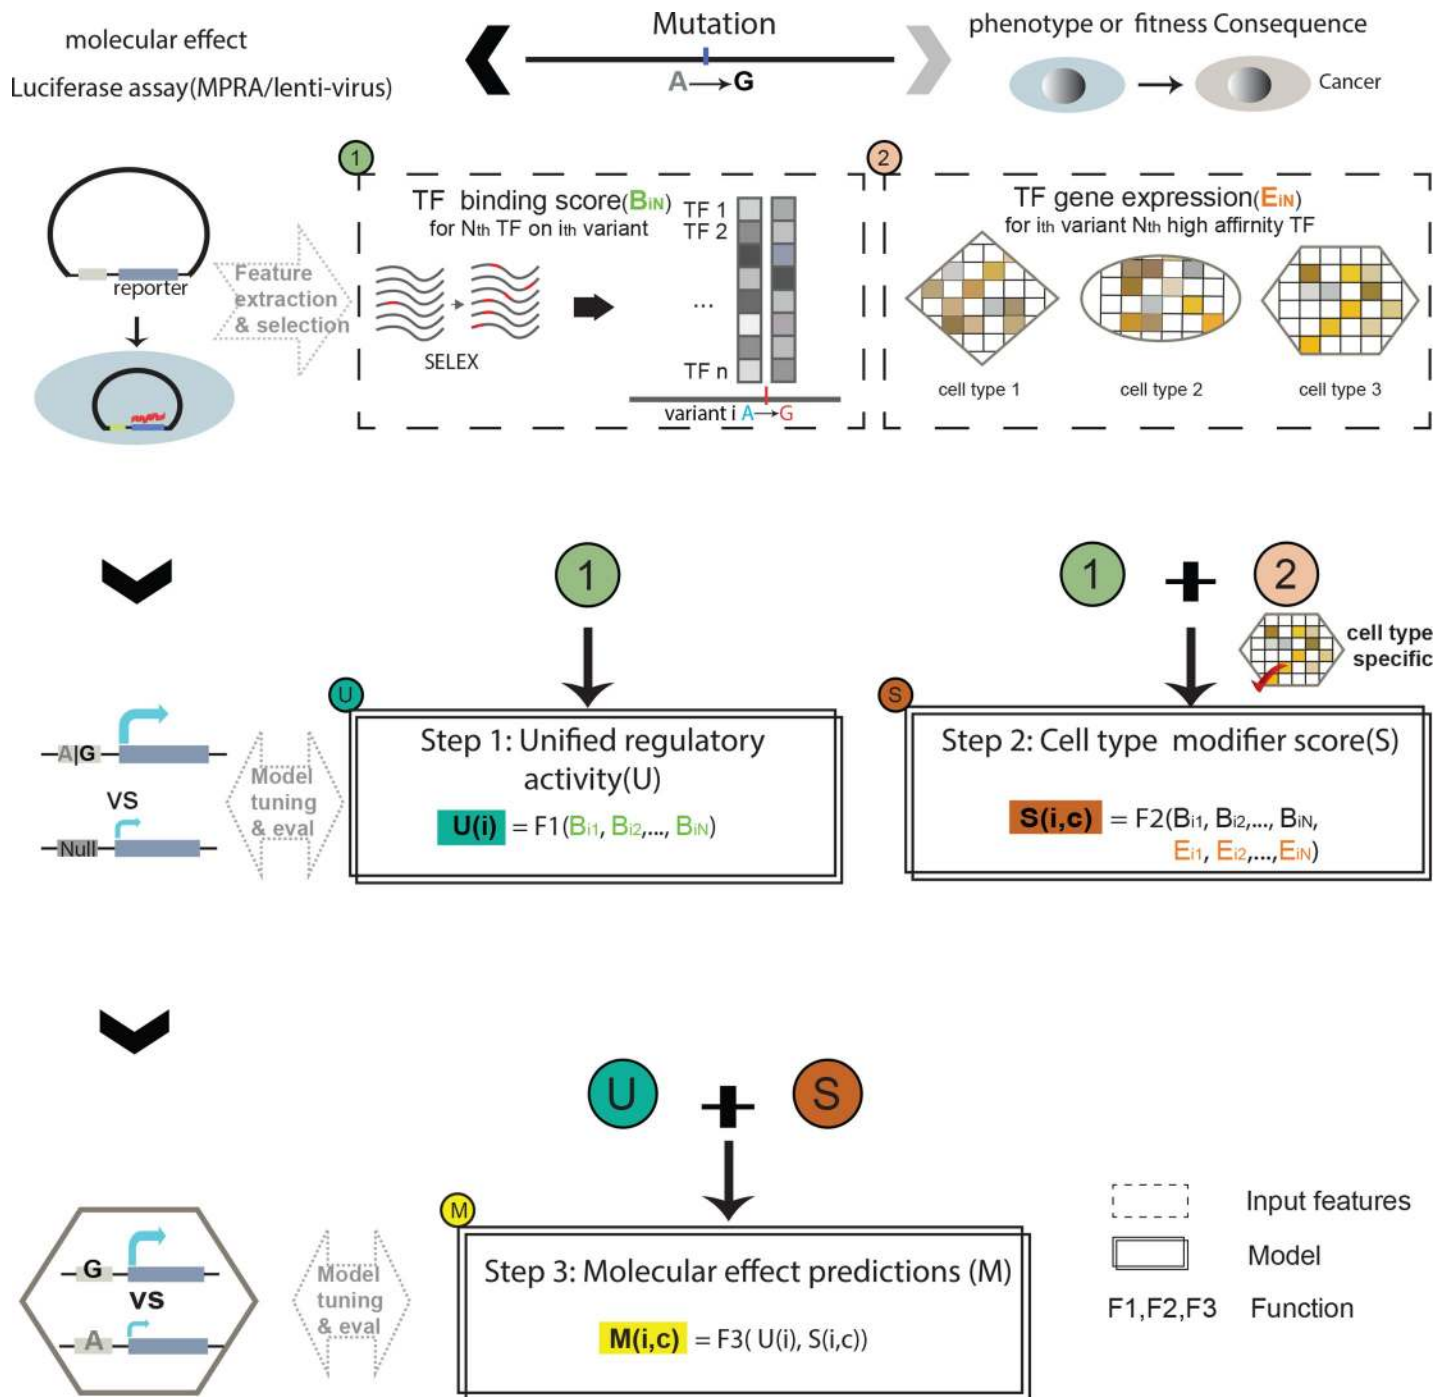 molecular effect
Luciferase assay(MPRA/lenti-virus)
Mutation
A→G
phenotype or fitness Consequence
Cancer
reporter
Feature
extraction
& selection
1
TF binding score(BiN)
for Nth TF on ith variant
SELEX
TF 1
TF 2
...
TF n
variant i A→G
2
TF gene expression(EiN)
for ith variant Nth high affirnity TF
cell type 1
cell type 2
cell type 3
1
1
2
cell type
specific
A|G
VS
Null
Model
tuning
& eval
U
Step 1: Unified regulatory
activity(U)
U(i) = F1(Bi1, Bi2,..., BiN)
S
Step 2: Cell type modifier score(S)
S(i,c) = F2(Bi1, Bi2,..., BiN,
Ei1, Ei2,...,EiN)
U
S
G
VS
A
Model
tuning
& eval
M
Step 3: Molecular effect predictions (M)
M(i,c) = F3( U(i), S(i,c))
Input features
Model
F1,F2,F3 Function